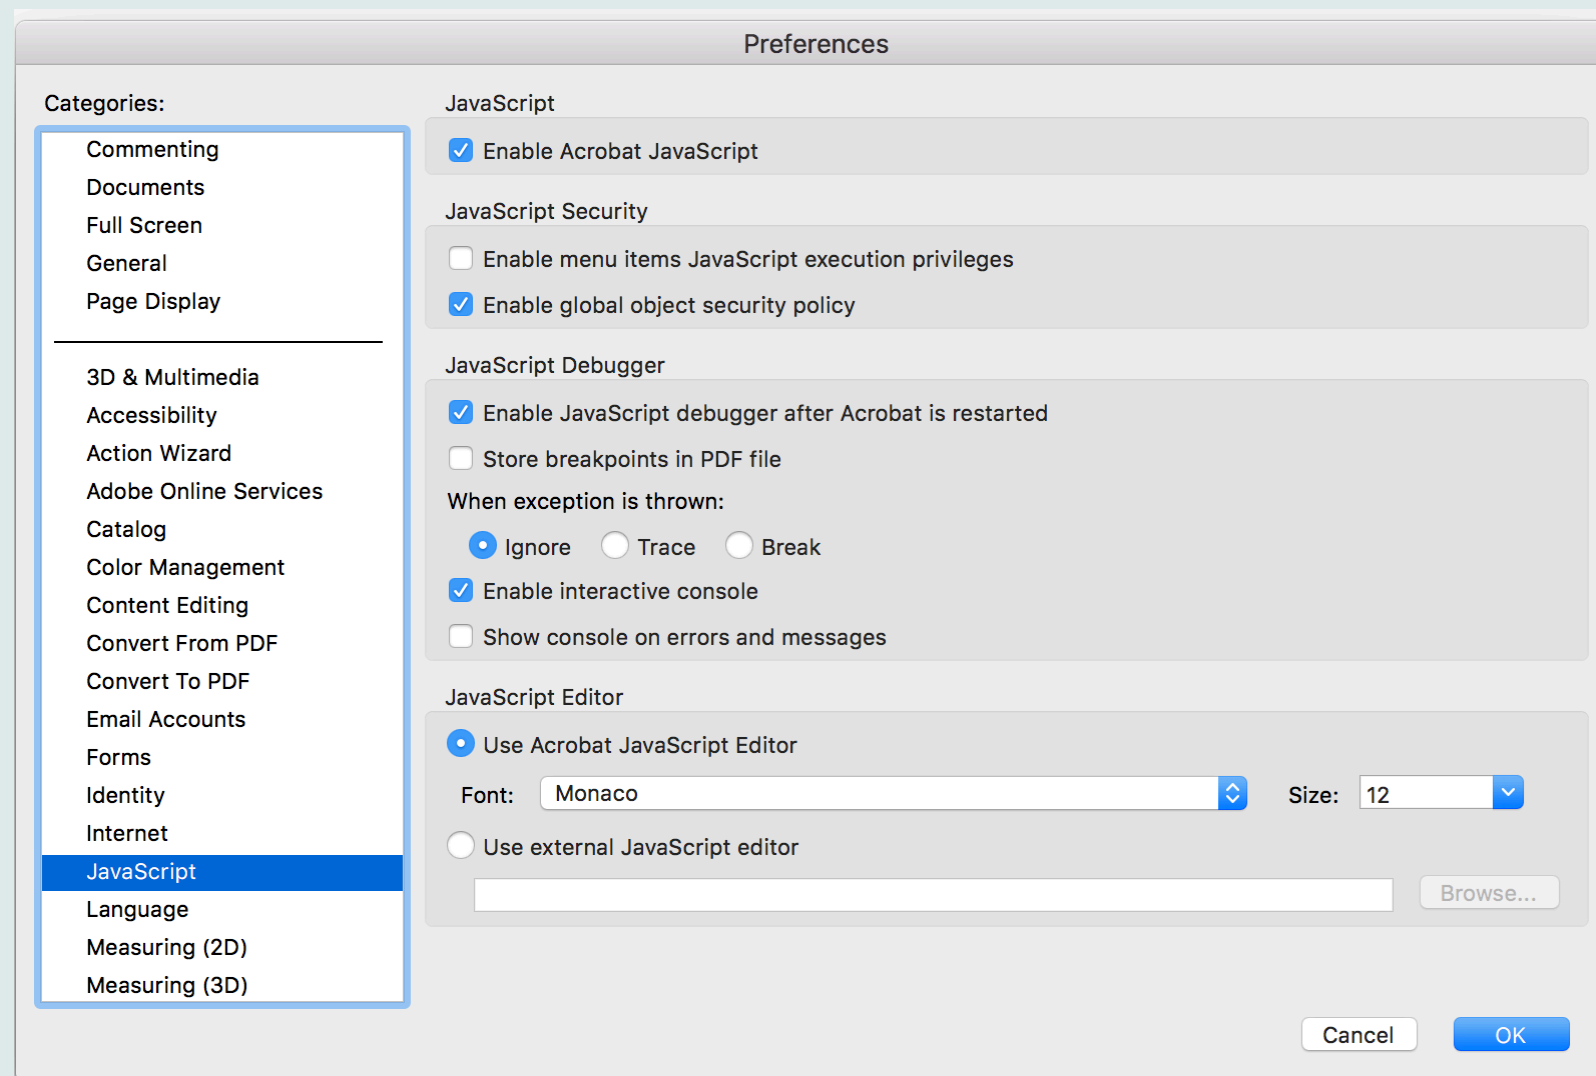 Preferences
Categories:
Commenting
Documents
Full Screen
General
Page Display
3D & Multimedia
Accessibility
Action Wizard
Adobe Online Services
Catalog
Color Management
Content Editing
Convert From PDF
Convert To PDF
Email Accounts
Forms
Identity
Internet
JavaScript
Language
Measuring (2D)
Measuring (3D)
JavaScript
Enable Acrobat JavaScript
JavaScript Security
Enable menu items JavaScript execution privileges
Enable global object security policy
JavaScript Debugger
Enable JavaScript debugger after Acrobat is restarted
Store breakpoints in PDF file
When exception is thrown:
Ignore Trace Break
Enable interactive console
Show console on errors and messages
JavaScript Editor
Use Acrobat JavaScript Editor
Font: Monaco Size: 12
Use external JavaScript editor
Browse...
Cancel OK